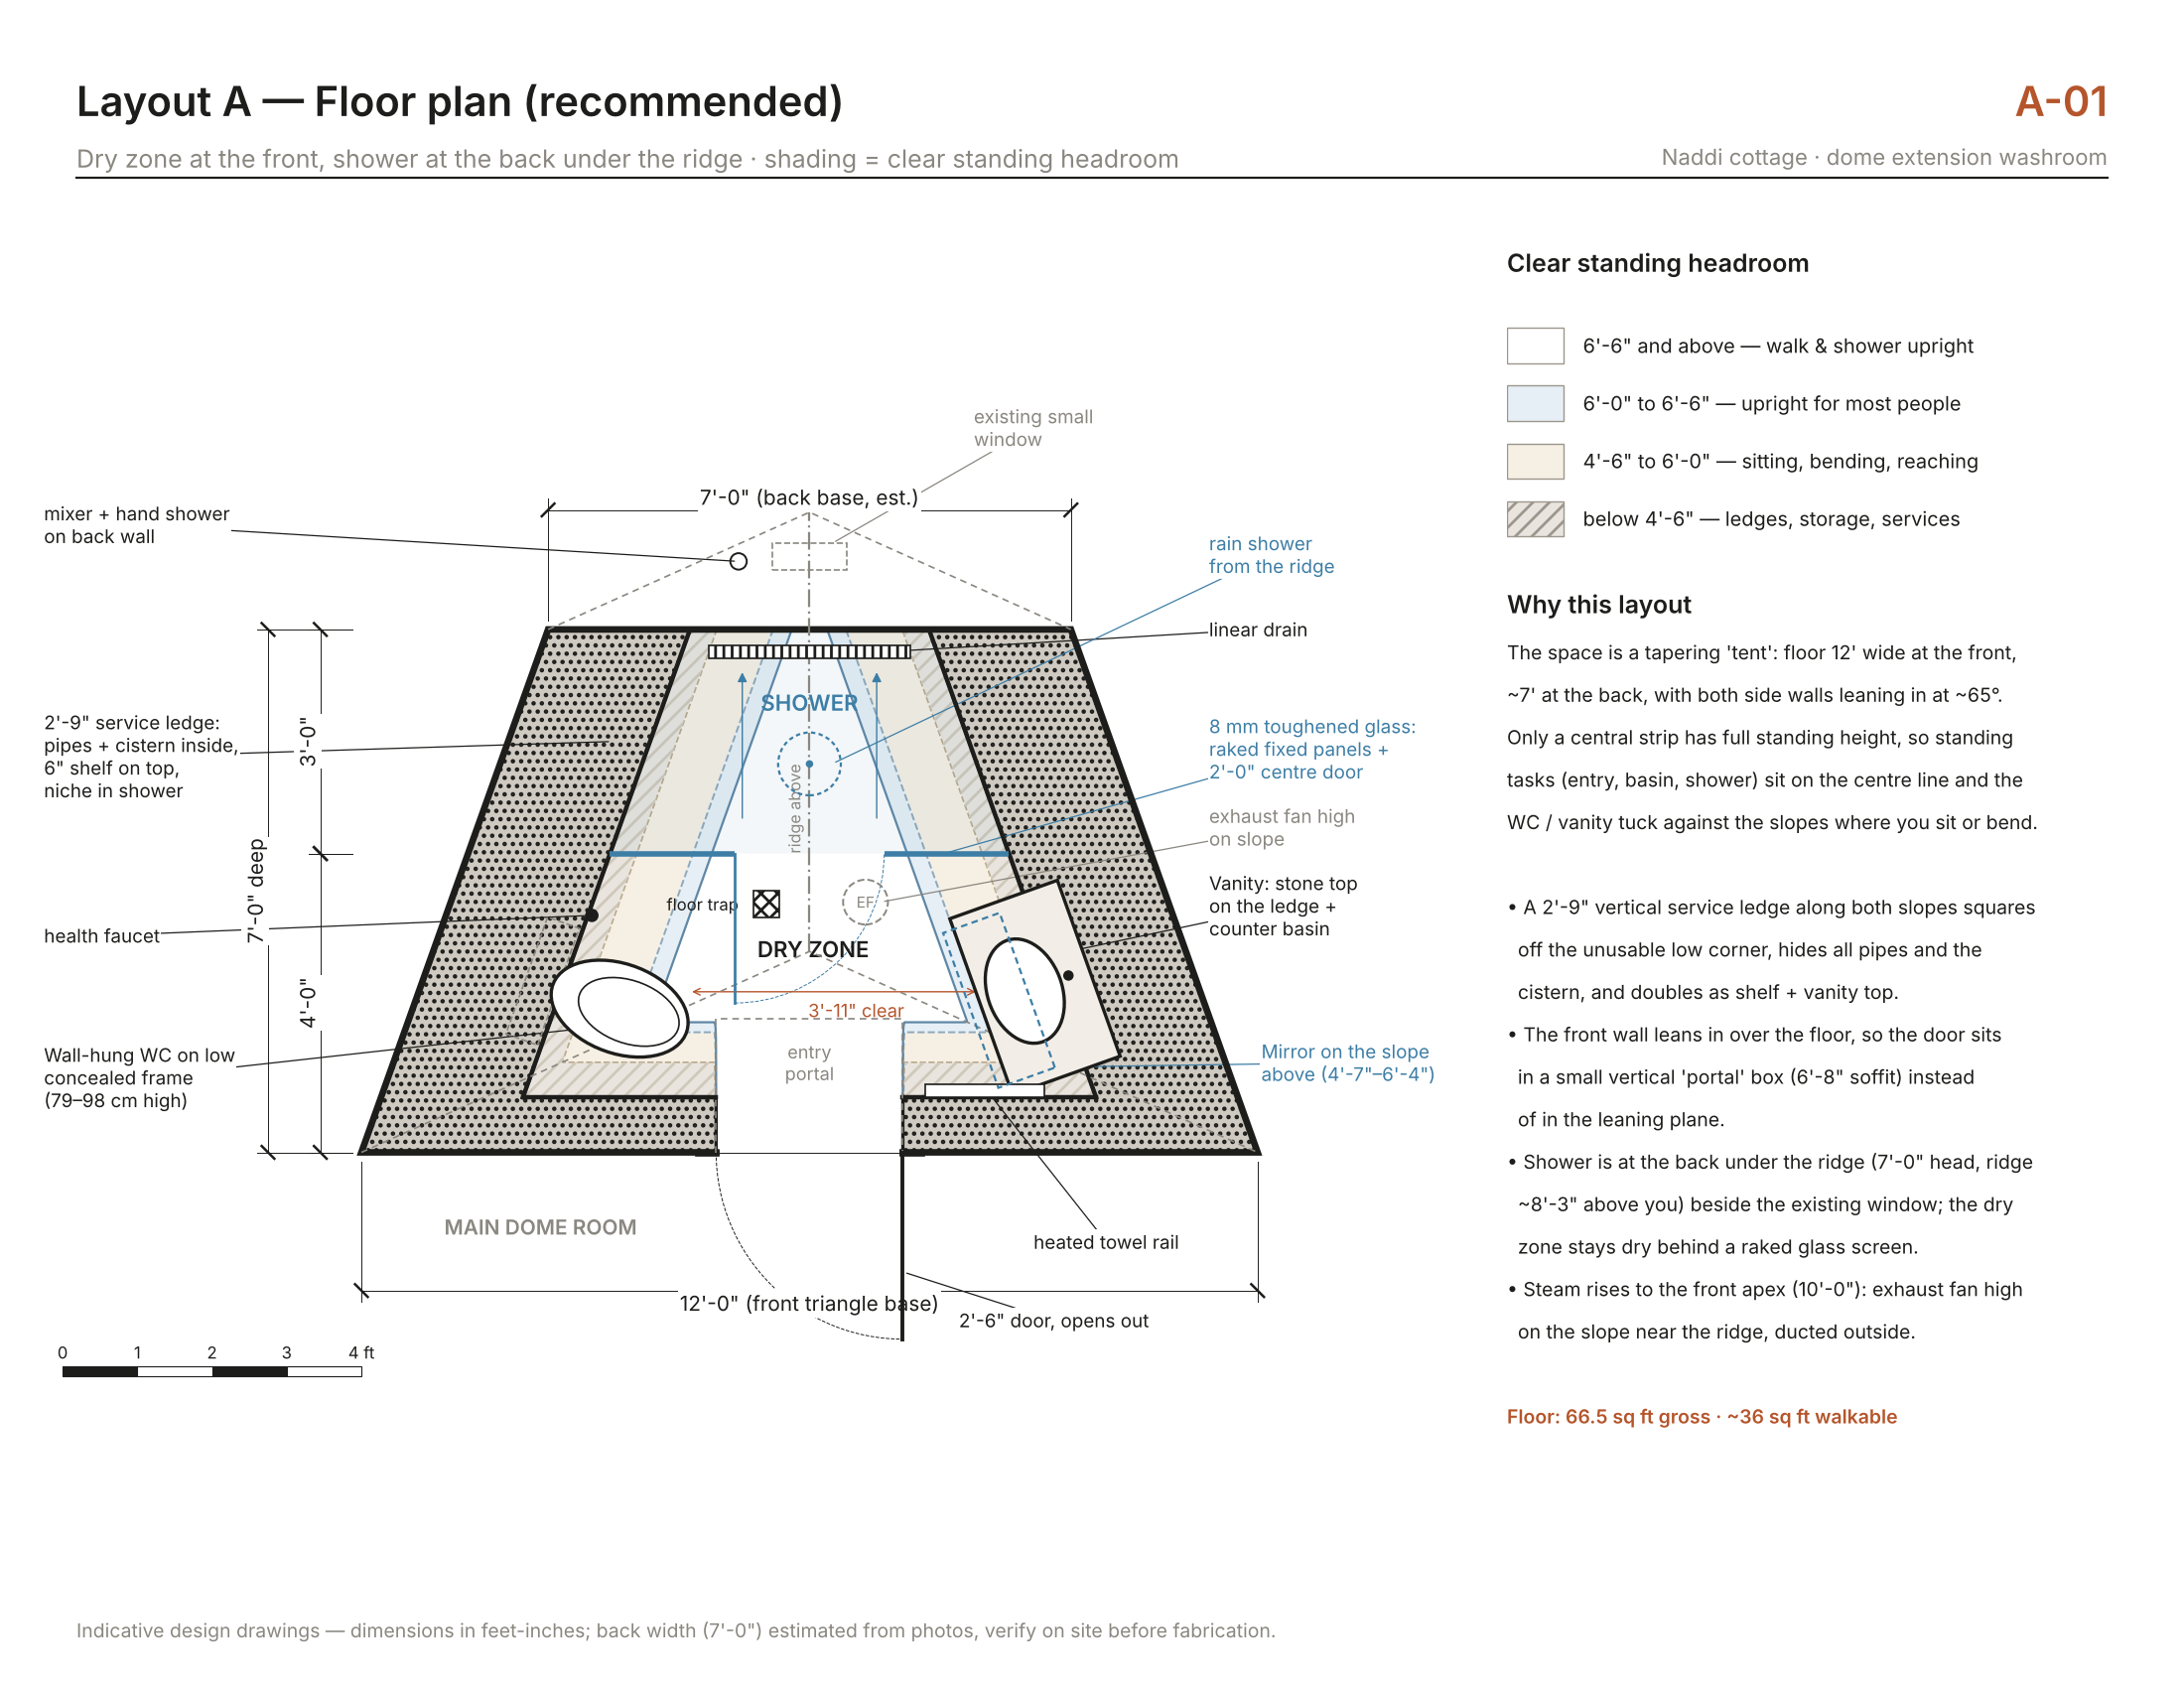 Layout A — Floor plan (recommended)
A-01
Dry zone at the front, shower at the back under the ridge · shading = clear standing headroom
Naddi cottage · dome extension washroom
existing small
window
7'-0" (back base, est.)
mixer + hand shower
on back wall
rain shower
from the ridge
linear drain
SHOWER
2'-9" service ledge:
pipes + cistern inside,
6" shelf on top,
niche in shower
3'-0"
8 mm toughened glass:
raked fixed panels +
2'-0" centre door
ridge above
exhaust fan high
on slope
7'-0" deep
floor trap
EF
Vanity: stone top
on the ledge +
counter basin
health faucet
DRY ZONE
4'-0"
3'-11" clear
entry
portal
Wall-hung WC on low
concealed frame
(79–98 cm high)
Mirror on the slope
above (4'-7"–6'-4")
MAIN DOME ROOM
heated towel rail
12'-0" (front triangle base)
2'-6" door, opens out
0 1 2 3 4 ft
Clear standing headroom
6'-6" and above — walk & shower upright
6'-0" to 6'-6" — upright for most people
4'-6" to 6'-0" — sitting, bending, reaching
below 4'-6" — ledges, storage, services
Why this layout
The space is a tapering 'tent': floor 12' wide at the front,
~7' at the back, with both side walls leaning in at ~65°.
Only a central strip has full standing height, so standing
tasks (entry, basin, shower) sit on the centre line and the
WC / vanity tuck against the slopes where you sit or bend.
• A 2'-9" vertical service ledge along both slopes squares
off the unusable low corner, hides all pipes and the
cistern, and doubles as shelf + vanity top.
• The front wall leans in over the floor, so the door sits
in a small vertical 'portal' box (6'-8" soffit) instead
of in the leaning plane.
• Shower is at the back under the ridge (7'-0" head, ridge
~8'-3" above you) beside the existing window; the dry
zone stays dry behind a raked glass screen.
• Steam rises to the front apex (10'-0"): exhaust fan high
on the slope near the ridge, ducted outside.
Floor: 66.5 sq ft gross · ~36 sq ft walkable
Indicative design drawings — dimensions in feet-inches; back width (7'-0") estimated from photos, verify on site before fabrication.